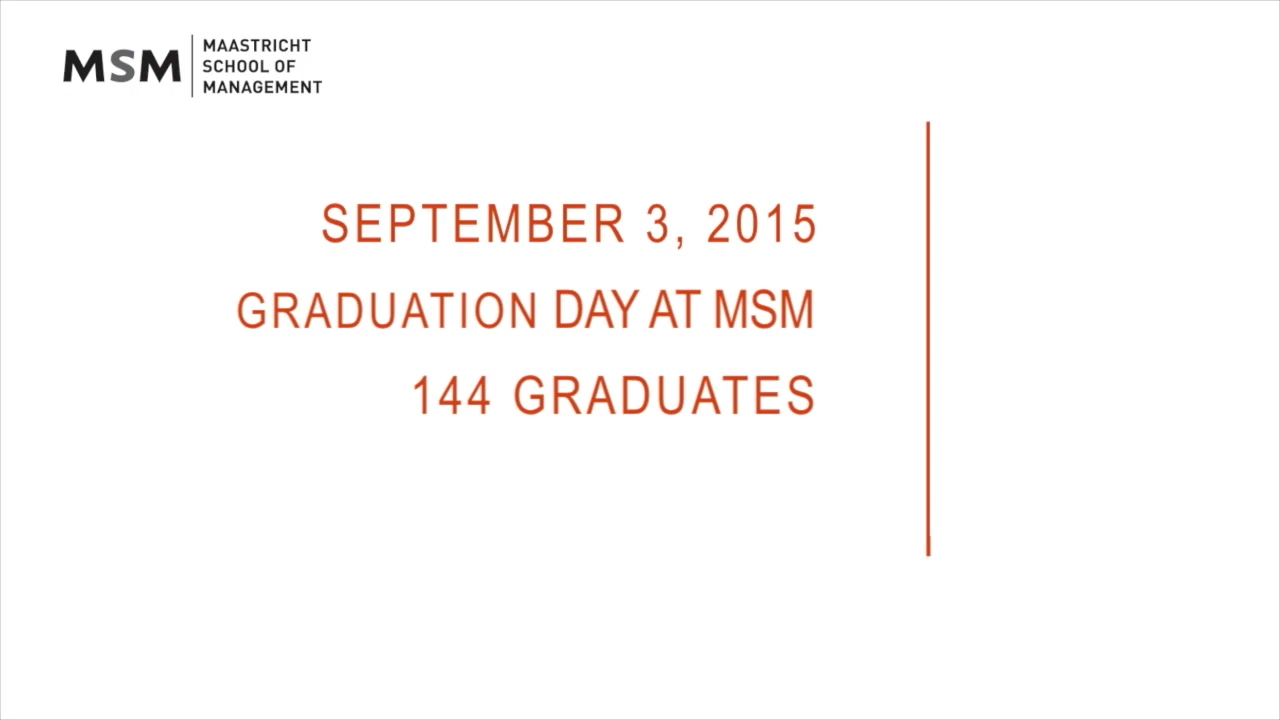 MSM
MAASTRICHT
SCHOOL OF
MANAGEMENT
SEPTEMBER 3, 2015
GRADUATION DAY AT MSM
144 GRADUATES